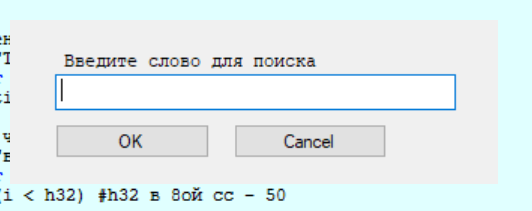 Введите слово для поиска
OK Cancel
i < h32) #h32 в 8ой сс - 50